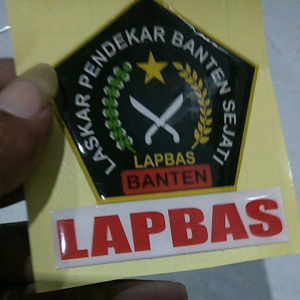 LASKAR PENDEKAR BANTEN SEJATI
LAPBAS
BANTEN
LAPBAS